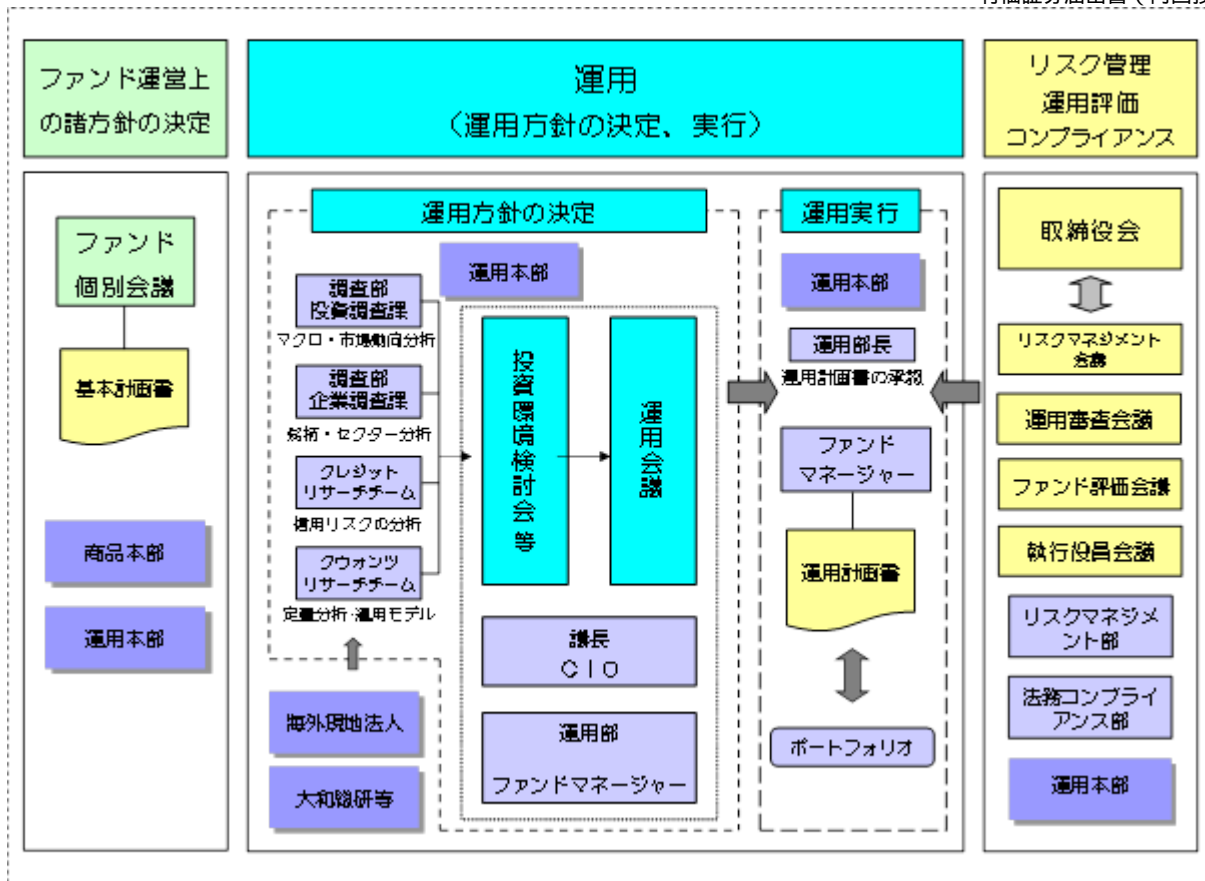 ファンド運営上
の諸方針の決定
運用
（運用方針の決定、実行）
リスク管理
運用評価
コンプライアンス
ファンド
個別会議
基本計画書
商品本部
運用本部
運用方針の決定
運用本部
調査部
投資調査課
マクロ・市場動向分析
調査部
企業調査課
銘柄・セクター分析
クレジット
リサーチチーム
信用リスクの分析
クウォンツ
リサーチチーム
定量分析・運用モデル
海外現地法人
大和総研等
投資環境検討会等
運用会議
議長
ＣＩＯ
運用部
ファンドマネージャー
運用実行
運用本部
運用部長
運用計画書の承認
ファンド
マネージャー
運用計画書
ポートフォリオ
取締役会
リスクマネジメント
会議
運用審査会議
ファンド評価会議
執行役員会議
リスクマネジメ
ント部
法務コンプライ
アンス部
運用本部